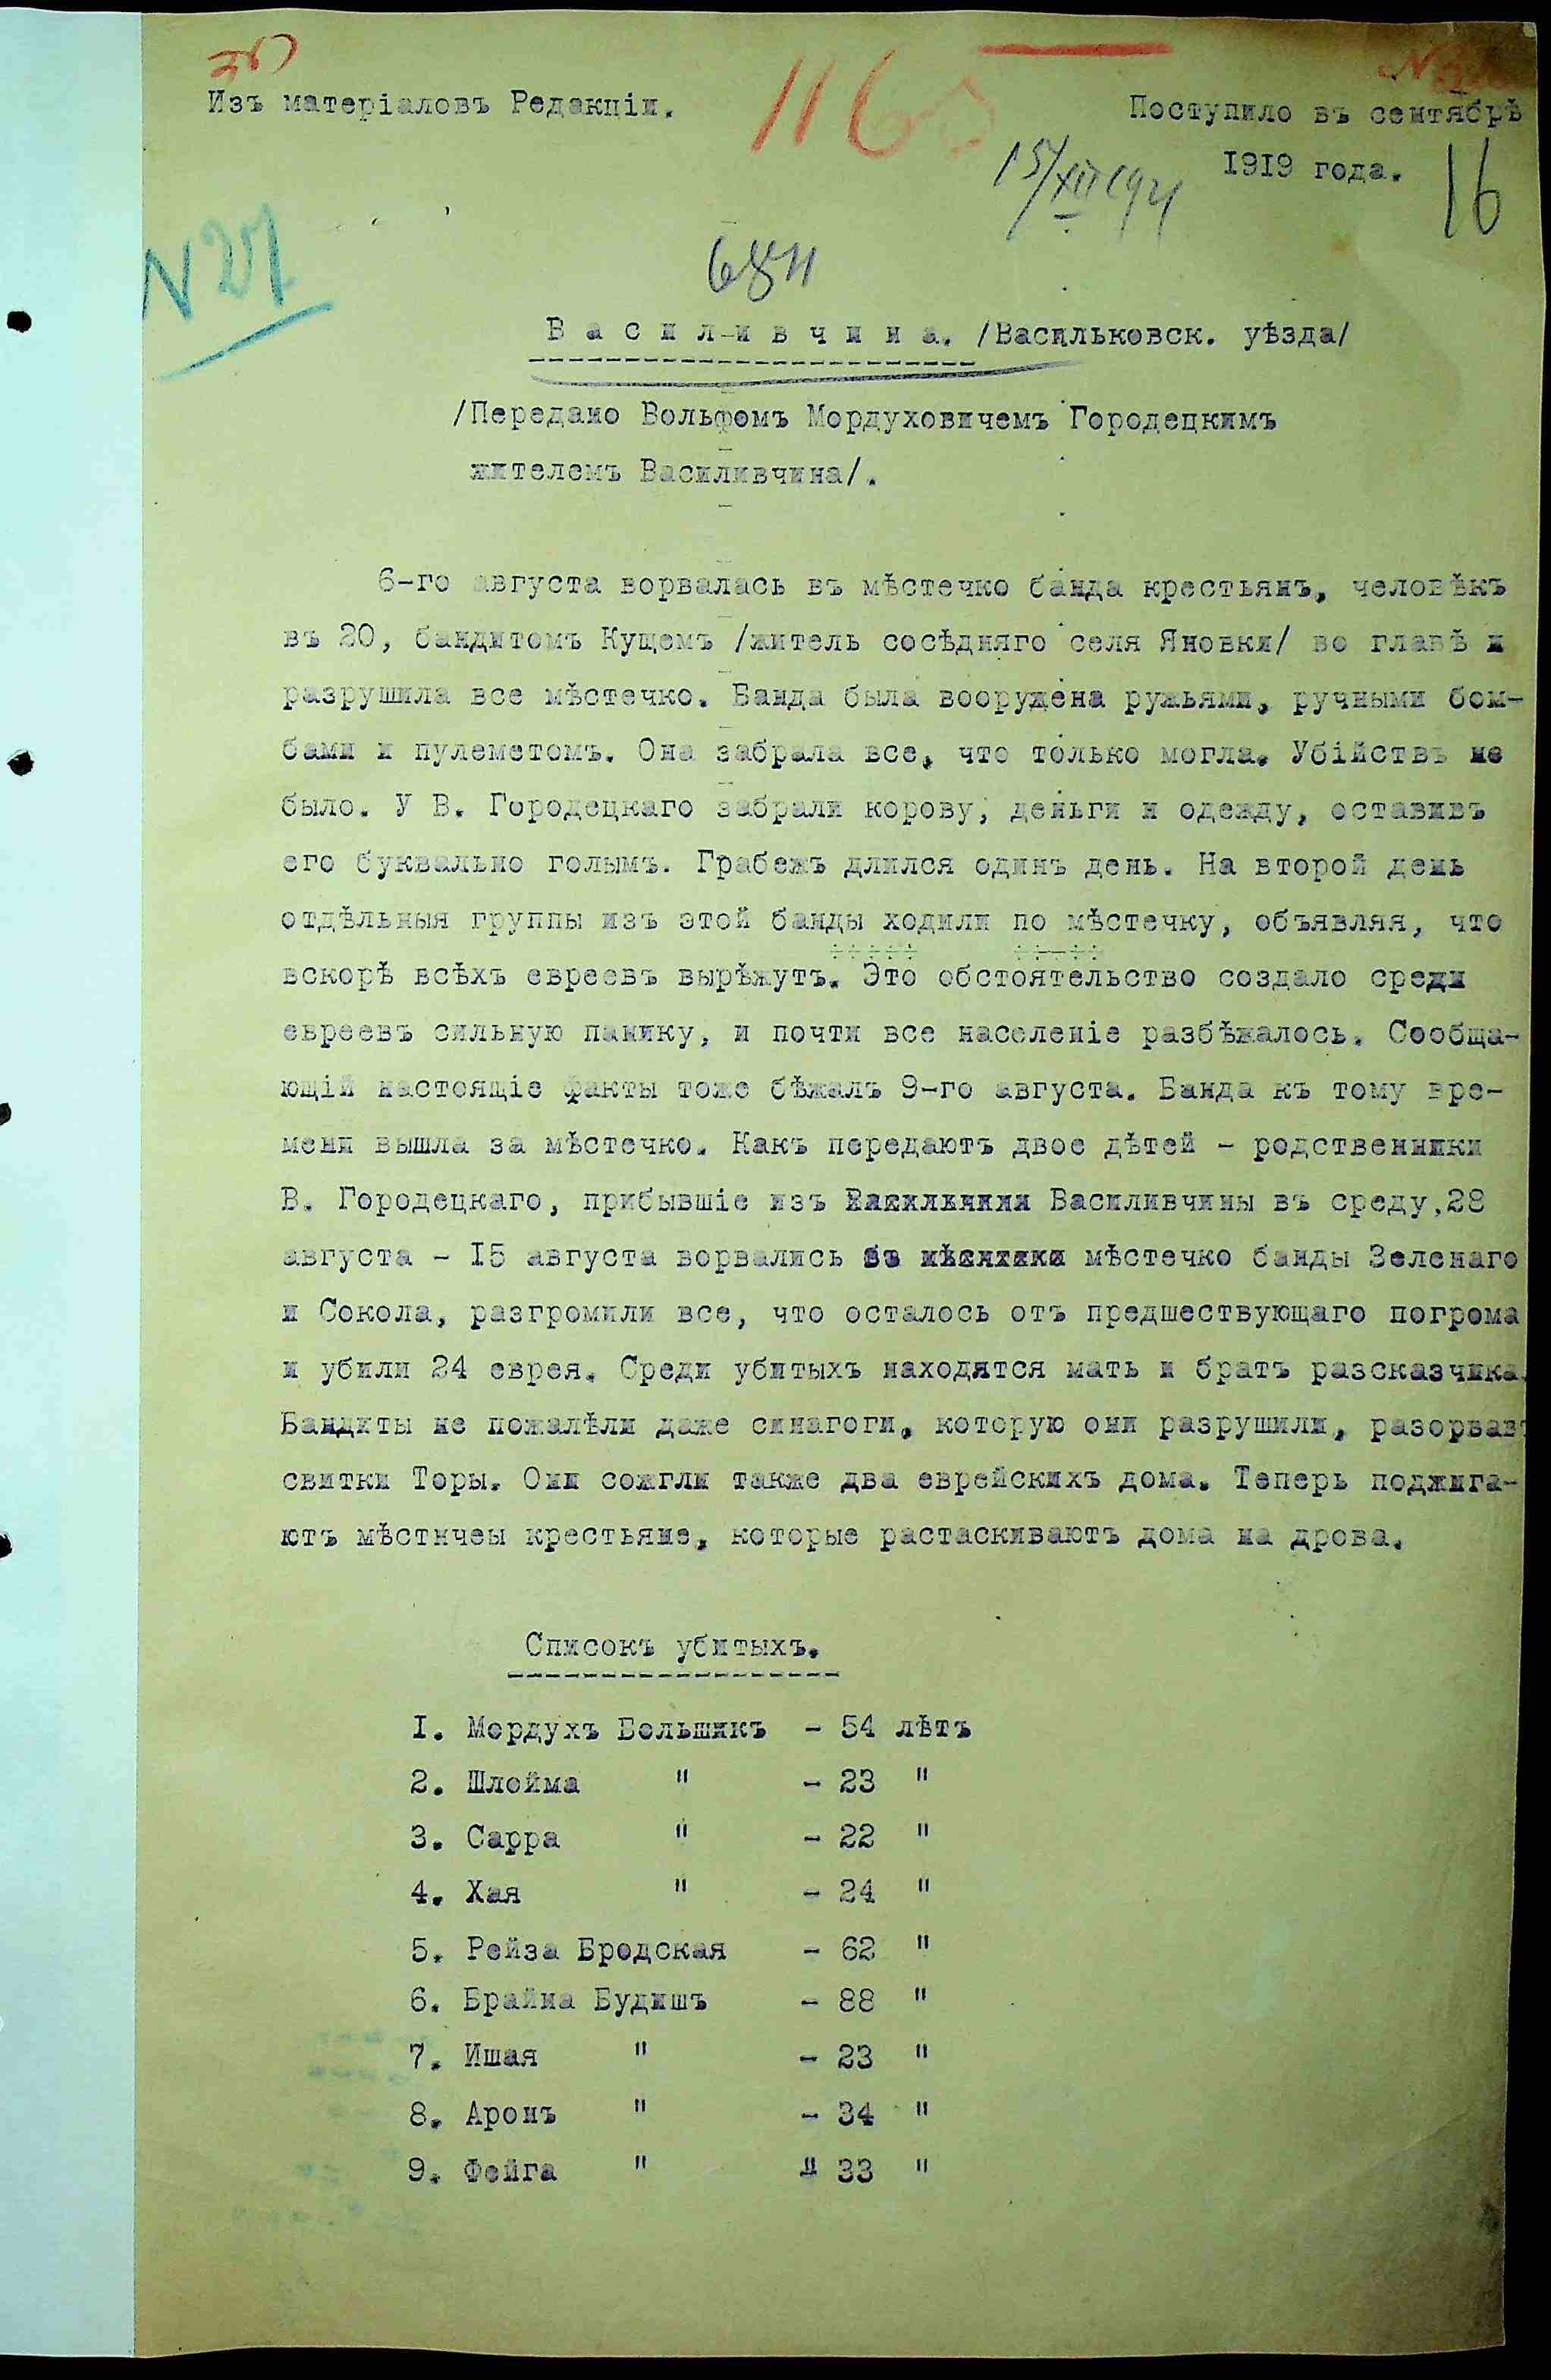 Изъ матеріаловъ Редакціи.
116
Поступило въ сентябрѣ
1919 года.
15/XII
16
N 27
В а с и л и в ч и н а. /Васильковск. уѣзда/
/Передано Вольфомъ Мордуховичемъ Городецкимъ
жителемъ Василивчина/.
6-го августа ворвалась въ мѣстечко банда крестьянъ, человѣкъ
въ 20, бандитомъ Кущемъ /житель сосѣдняго селя Яновки/ во главѣ и
разрушила все мѣстечко. Банда была вооружена ружьями, ручными бом-
бами и пулеметомъ. Она забрала все, что только могла. Убійствъ не
было. У В. Городецкаго забрали корову, деньги и одежду, оставивъ
его буквально голымъ. Грабежъ длился одинъ день. На второй день
отдѣльныя группы изъ этой банды ходили по мѣстечку, объявляя, что
вскорѣ всѣхъ евреевъ вырѣжутъ. Это обстоятельство создало среди
евреевъ сильную панику, и почти все населеніе разбѣжалось. Сообща-
ющій настоящіе факты тоже бѣжалъ 9-го августа. Банда къ тому вре-
мени вышла за мѣстечко. Какъ передаютъ двое дѣтей - родственники
В. Городецкаго, прибывшіе изъ Василивчины въ среду,28
августа - 15 августа ворвались въ мѣстечко банды Зеленаго
и Сокола, разгромили все, что осталось отъ предшествующаго погрома
и убили 24 еврея. Среди убитыхъ находятся мать и братъ разсказчика.
Бандиты не пожалѣли даже синагоги, которую они разрушили, разорвавъ
свитки Торы. Они сожгли также два еврейскихъ дома. Теперь поджига-
ютъ мѣстнчеы крестьяне, которые растаскиваютъ дома на дрова.
Списокъ убитыхъ.
1. Мордухъ Большикъ - 54 лѣтъ
2. Шлойма " - 23 "
3. Сарра " - 22 "
4. Хая " - 24 "
5. Рейза Бродская - 62 "
6. Брайна Будишъ - 88 "
7. Ишая " - 23 "
8. Аронъ " - 34 "
9. Фейга " " 33 "